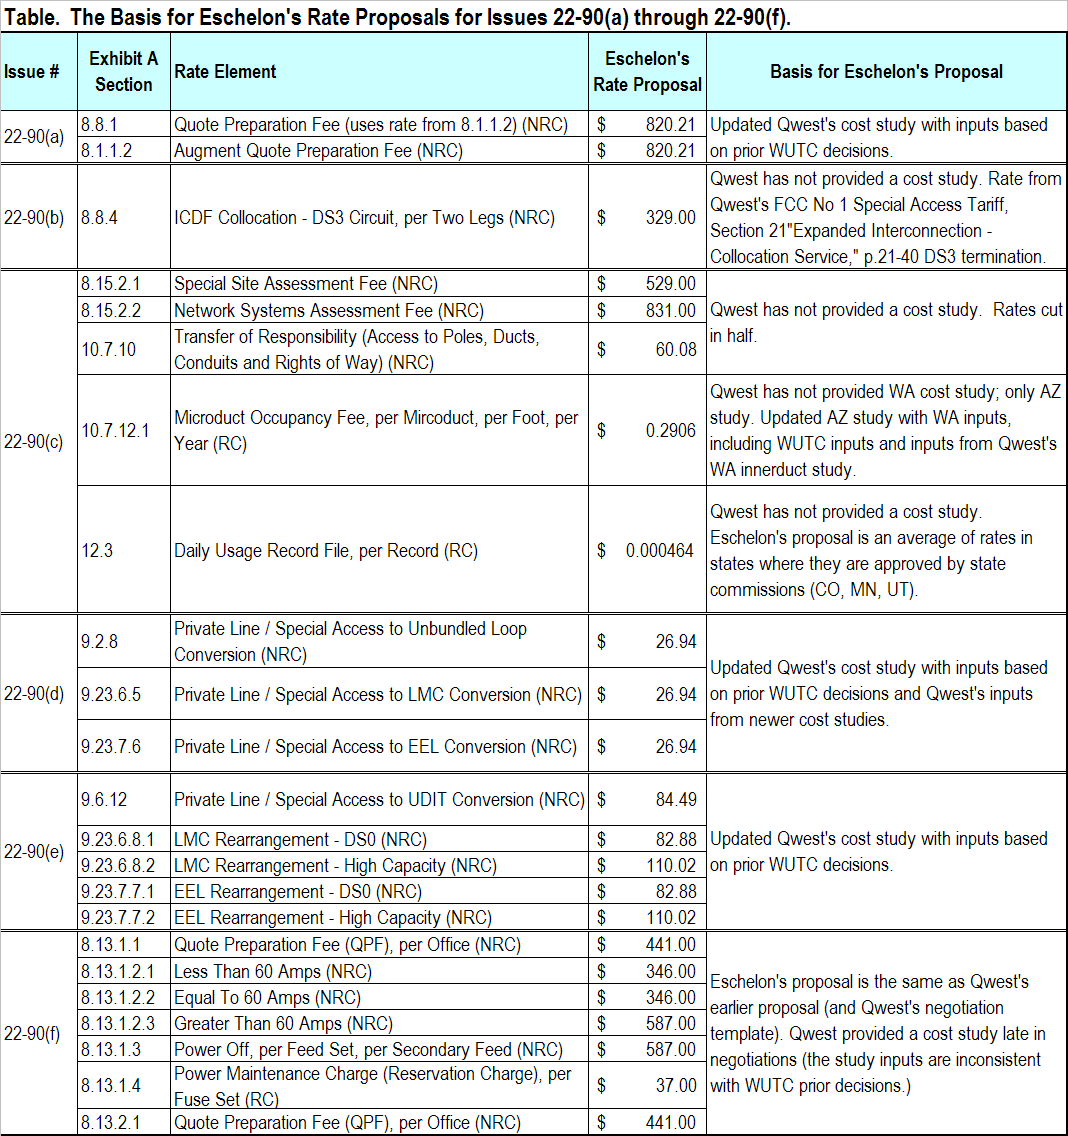 Table.  The Basis for Eschelon's Rate Proposals for Issues 22-90(a) through 22-90(f).
Issue #
Exhibit A
Section
Rate Element
Eschelon's
Rate Proposal
Basis for Eschelon's Proposal
22-90(a)
8.8.1 Quote Preparation Fee (uses rate from 8.1.1.2) (NRC) $ 820.21
8.1.1.2 Augment Quote Preparation Fee (NRC) $ 820.21
Updated Qwest's cost study with inputs based
on prior WUTC decisions.
22-90(b)
8.8.4 ICDF Collocation - DS3 Circuit, per Two Legs (NRC) $ 329.00
Qwest has not provided a cost study. Rate from
Qwest's FCC No 1 Special Access Tariff,
Section 21"Expanded Interconnection -
Collocation Service," p.21-40 DS3 termination.
22-90(c)
8.15.2.1 Special Site Assessment Fee (NRC) $ 529.00
8.15.2.2 Network Systems Assessment Fee (NRC) $ 831.00
10.7.10
Transfer of Responsibility (Access to Poles, Ducts,
Conduits and Rights of Way) (NRC)
$ 60.08
Qwest has not provided a cost study.  Rates cut
in half.
10.7.12.1
Microduct Occupancy Fee, per Mircoduct, per Foot, per
Year (RC)
$ 0.2906
Qwest has not provided WA cost study; only AZ
study. Updated AZ study with WA inputs,
including WUTC inputs and inputs from Qwest's
WA innerduct study.
12.3 Daily Usage Record File, per Record (RC) $ 0.000464
Qwest has not provided a cost study.
Eschelon's proposal is an average of rates in
states where they are approved by state
commissions (CO, MN, UT).
22-90(d)
9.2.8
Private Line / Special Access to Unbundled Loop
Conversion (NRC)
$ 26.94
9.23.6.5 Private Line / Special Access to LMC Conversion (NRC) $ 26.94
9.23.7.6 Private Line / Special Access to EEL Conversion (NRC) $ 26.94
Updated Qwest's cost study with inputs based
on prior WUTC decisions and Qwest's inputs
from newer cost studies.
22-90(e)
9.6.12 Private Line / Special Access to UDIT Conversion (NRC) $ 84.49
9.23.6.8.1 LMC Rearrangement - DS0 (NRC) $ 82.88
9.23.6.8.2 LMC Rearrangement - High Capacity (NRC) $ 110.02
9.23.7.7.1 EEL Rearrangement - DS0 (NRC) $ 82.88
9.23.7.7.2 EEL Rearrangement - High Capacity (NRC) $ 110.02
Updated Qwest's cost study with inputs based
on prior WUTC decisions.
22-90(f)
8.13.1.1 Quote Preparation Fee (QPF), per Office (NRC) $ 441.00
8.13.1.2.1 Less Than 60 Amps (NRC) $ 346.00
8.13.1.2.2 Equal To 60 Amps (NRC) $ 346.00
8.13.1.2.3 Greater Than 60 Amps (NRC) $ 587.00
8.13.1.3 Power Off, per Feed Set, per Secondary Feed (NRC) $ 587.00
8.13.1.4
Power Maintenance Charge (Reservation Charge), per
Fuse Set (RC)
$ 37.00
8.13.2.1 Quote Preparation Fee (QPF), per Office (NRC) $ 441.00
Eschelon's proposal is the same as Qwest's
earlier proposal (and Qwest's negotiation
template). Qwest provided a cost study late in
negotiations (the study inputs are inconsistent
with WUTC prior decisions.)